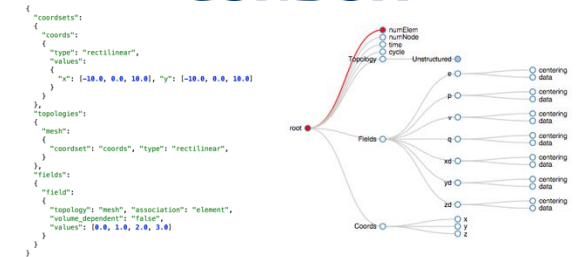 {
"coordsets":
{
"coords":
{
"type": "rectilinear",
"values":
{
"x": [-10.0, 0.0, 10.0], "y": [-10.0, 0.0, 10.0]
}
}
},
"topologies":
{
"mesh":
{
"coordset": "coords", "type": "rectilinear",
}
},
"fields":
{
"field":
{
"topology": "mesh", "association": "element",
"volume_dependent": "false",
"values": [0.0, 1.0, 2.0, 3.0]
}
}
}
root
numElem
numNode
time
cycle
Topology
Unstructured
Fields
e
centering
data
p
centering
data
v
centering
data
q
centering
data
xd
centering
data
yd
centering
data
zd
centering
data
Coords
x
y
z